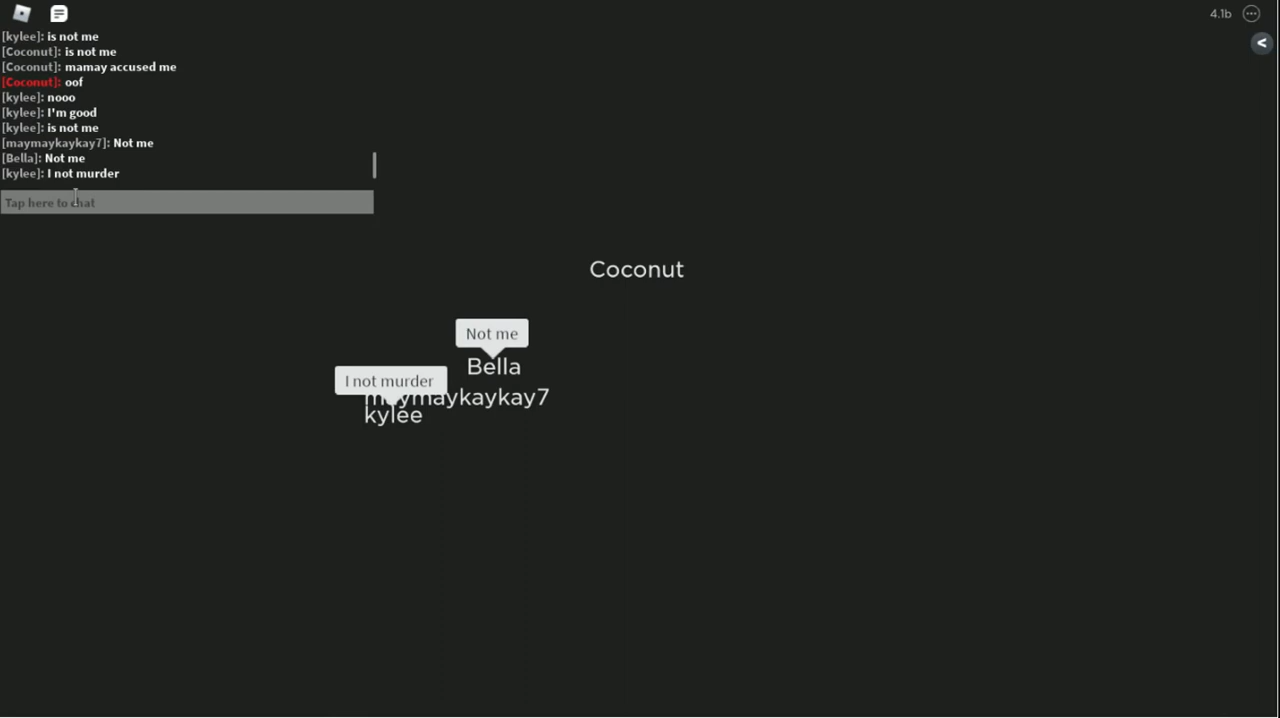 4.1b
[kylee]: is not me
[Coconut]: is not me
[Coconut]: mamay accused me
[Coconut]: oof
[kylee]: nooo
[kylee]: I'm good
[kylee]: is not me
[maymaykaykay7]: Not me
[Bella]: Not me
[kylee]: I not murder
Tap here to chat
Coconut
Not me
Bella
I not murder
maymaykaykay7
kylee